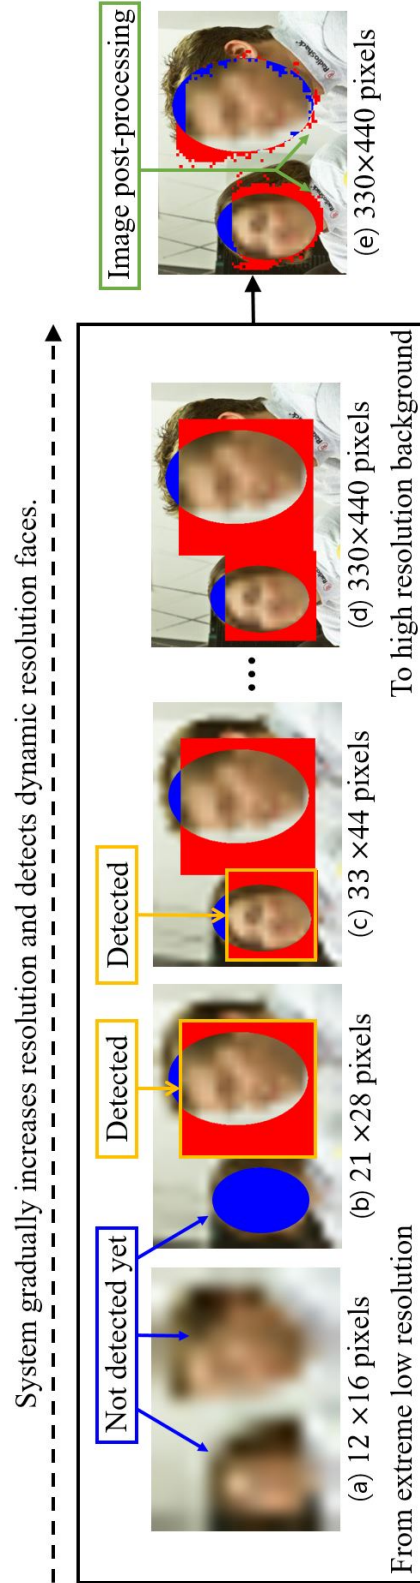 System gradually increases resolution and detects dynamic resolution faces.
Not detected yet
Detected
Detected
Image post-processing
(a) 12 ×16 pixels
(b) 21 ×28 pixels
(c) 33 ×44 pixels
...
(d) 330×440 pixels
(e) 330×440 pixels
From extreme low resolution
To high resolution background
RadioShack